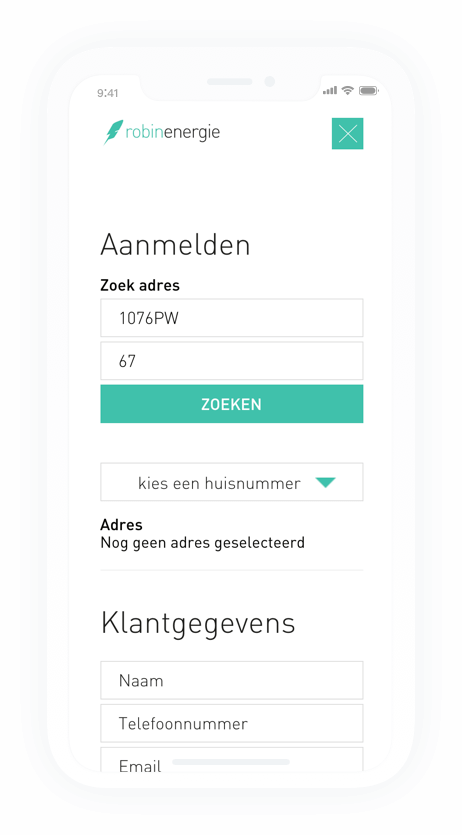 9:41
robinenergie
Aanmelden
Zoek adres
1076PW
67
ZOEKEN
kies een huisnummer
Adres
Nog geen adres geselecteerd
Klantgegevens
Naam
Telefoonnummer
Email